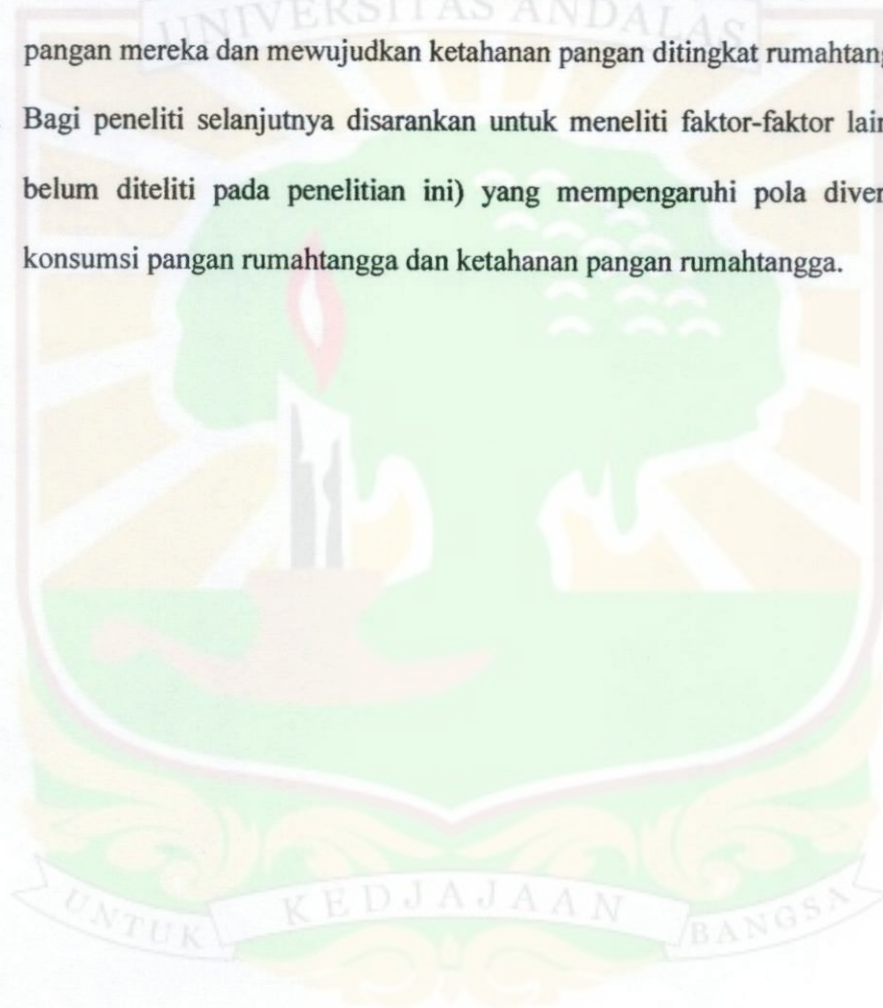 UNIVERSITAS ANDALAS
pangan mereka dan mewujudkan ketahanan pangan ditingkat rumahtang
Bagi peneliti selanjutnya disarankan untuk meneliti faktor-faktor lain
belum diteliti pada penelitian ini) yang mempengaruhi pola diver
konsumsi pangan rumahtangga dan ketahanan pangan rumahtangga.
UNTUK KEDJAJAAN BANGSA